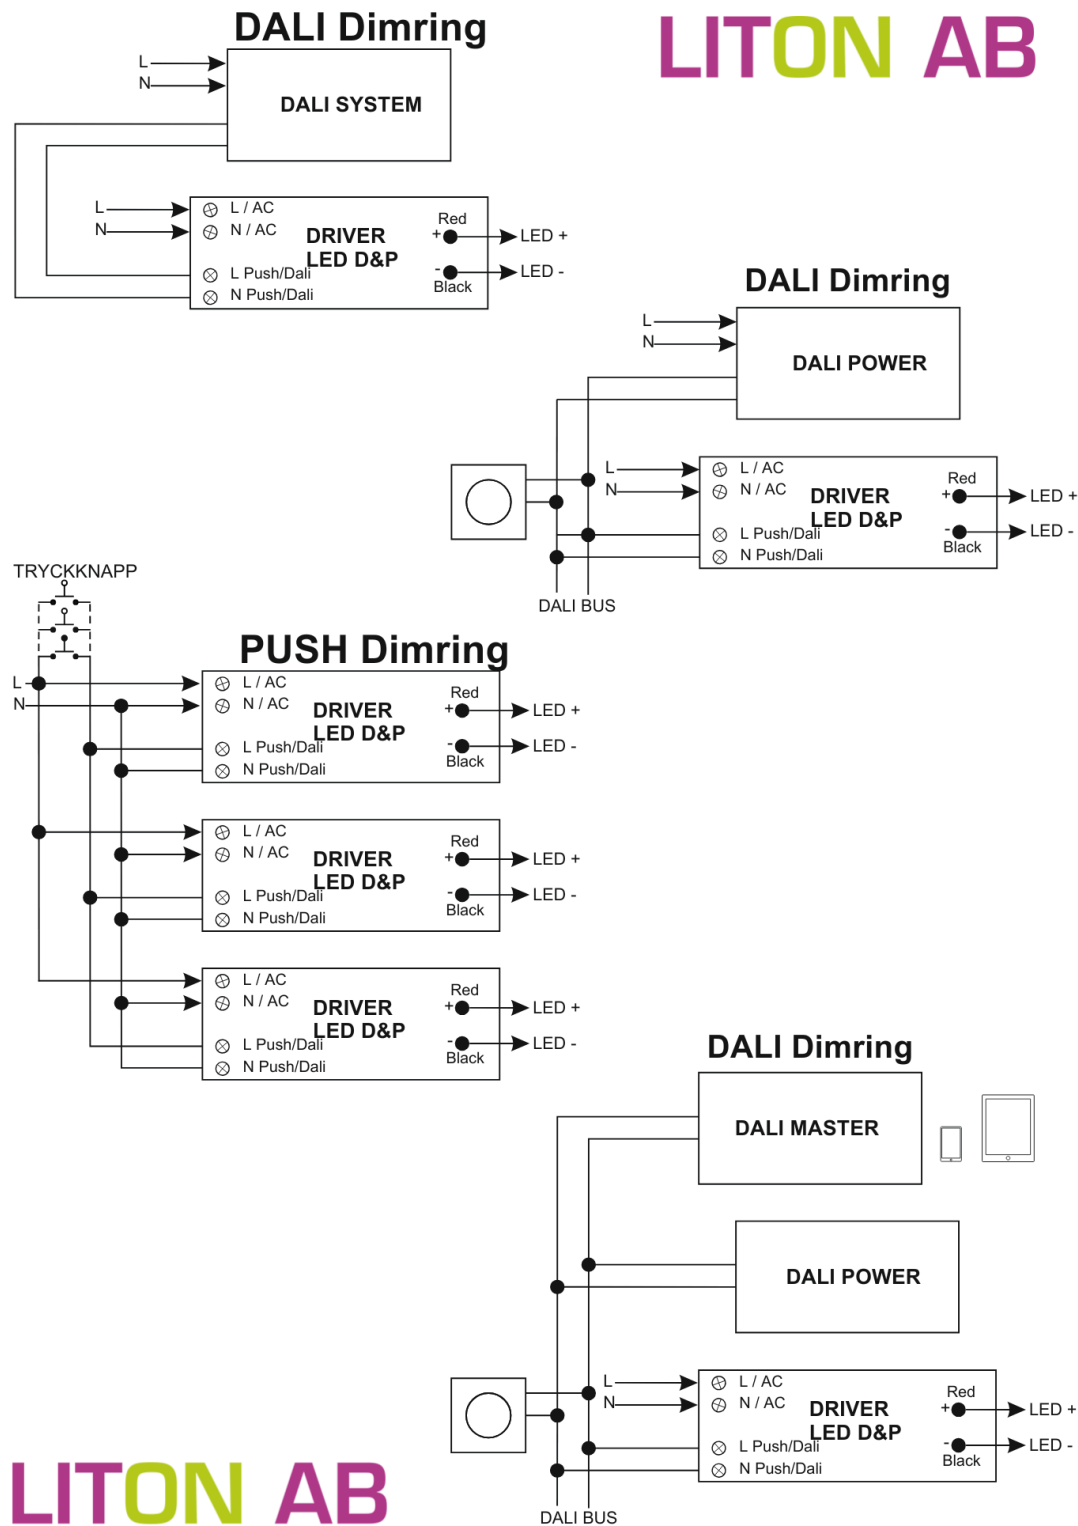 DALI Dimring
LITON AB
L
N
DALI SYSTEM
L
N
L / AC
N / AC
DRIVER
LED D&P
L Push/Dali
N Push/Dali
Red
+
-
Black
LED +
LED -
DALI Dimring
L
N
DALI POWER
L
N
L / AC
N / AC
DRIVER
LED D&P
L Push/Dali
N Push/Dali
Red
+
-
Black
LED +
LED -
DALI BUS
TRYCKKNAPP
PUSH Dimring
L
N
L / AC
N / AC
DRIVER
LED D&P
L Push/Dali
N Push/Dali
Red
+
-
Black
LED +
LED -
L / AC
N / AC
DRIVER
LED D&P
L Push/Dali
N Push/Dali
Red
+
-
Black
LED +
LED -
L / AC
N / AC
DRIVER
LED D&P
L Push/Dali
N Push/Dali
Red
+
-
Black
LED +
LED -
DALI Dimring
DALI MASTER
DALI POWER
L
N
L / AC
N / AC
DRIVER
LED D&P
L Push/Dali
N Push/Dali
Red
+
-
Black
LED +
LED -
DALI BUS
LITON AB